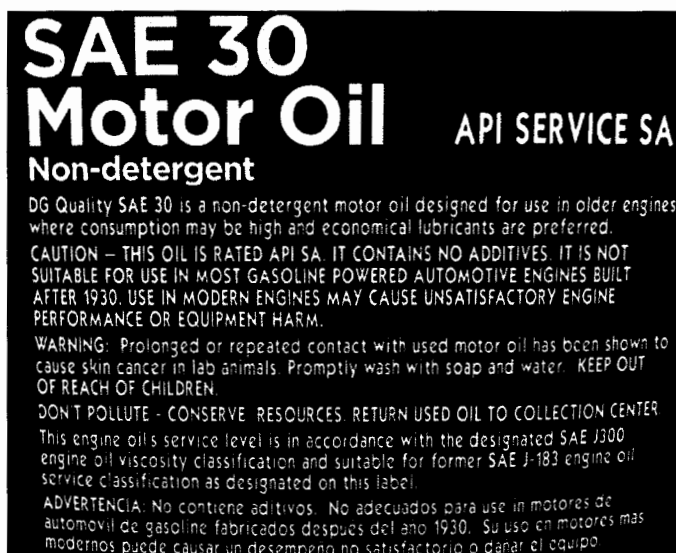 SAE 30
Motor Oil
API SERVICE SA
Non-detergent
DG Quality SAE 30 is a non-detergent motor oil designed for use in older engines
where consumption may be high and economical lubricants are preferred.
CAUTION – THIS OIL IS RATED API SA. IT CONTAINS NO ADDITIVES. IT IS NOT
SUITABLE FOR USE IN MOST GASOLINE POWERED AUTOMOTIVE ENGINES BUILT
AFTER 1930. USE IN MODERN ENGINES MAY CAUSE UNSATISFACTORY ENGINE
PERFORMANCE OR EQUIPMENT HARM.
WARNING: Prolonged or repeated contact with used motor oil has been shown to
cause skin cancer in lab animals. Promptly wash with soap and water. KEEP OUT
OF REACH OF CHILDREN.
DON'T POLLUTE - CONSERVE RESOURCES. RETURN USED OIL TO COLLECTION CENTER
This engine oil's service level is in accordance with the designated SAE J300
engine oil viscosity classification and suitable for former SAE J-183 engine oil
service classification as designated on this label.
ADVERTENCIA: No contiene aditivos. No adecuados para use in motores de
automovil de gasoline fabricados despues del ano 1930. Su uso en motores mas
modernos puede causar un desempeno no satisfactorio o dañar el equipo